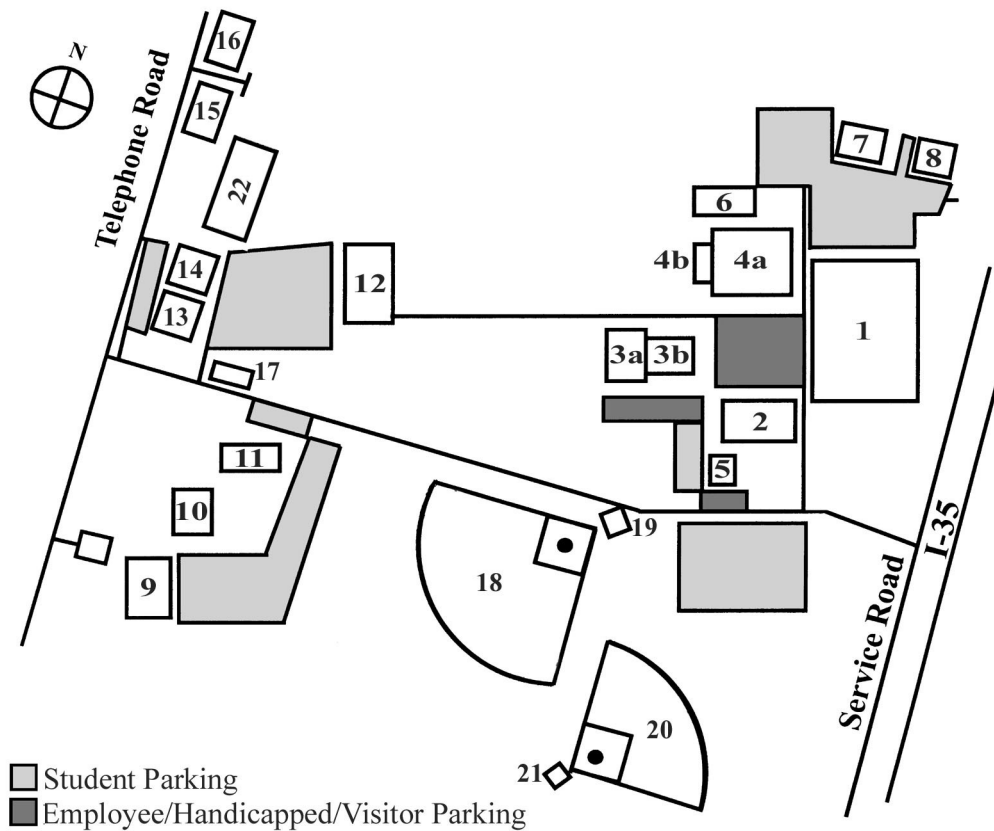 N
16
Telephone Road
15
7
8
22
6
14
4b
4a
12
13
1
3a
3b
17
2
11
5
10
19
I-35
18
9
Service Road
20
21
Student Parking
Employee/Handicapped/Visitor Parking